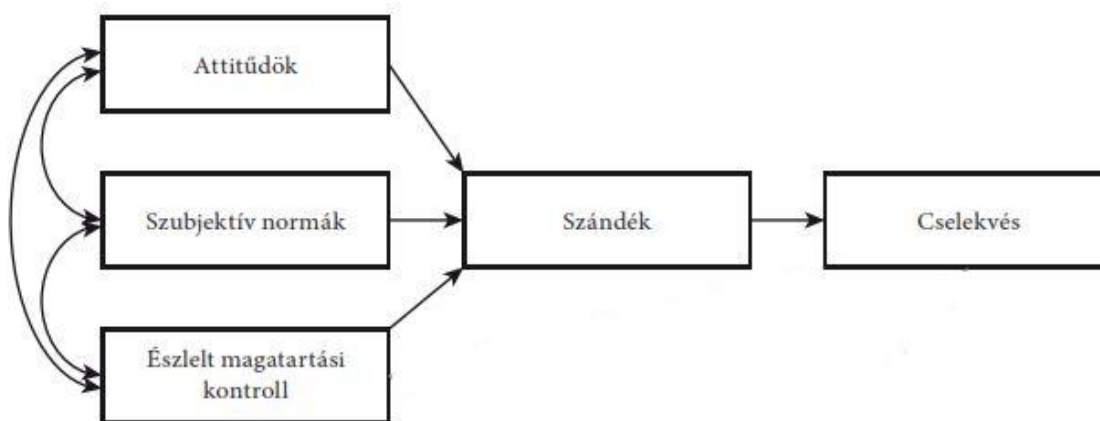 Attitűdök
Szubjektív normák
Szándék
Cselekvés
Észlelt magatartási
kontroll